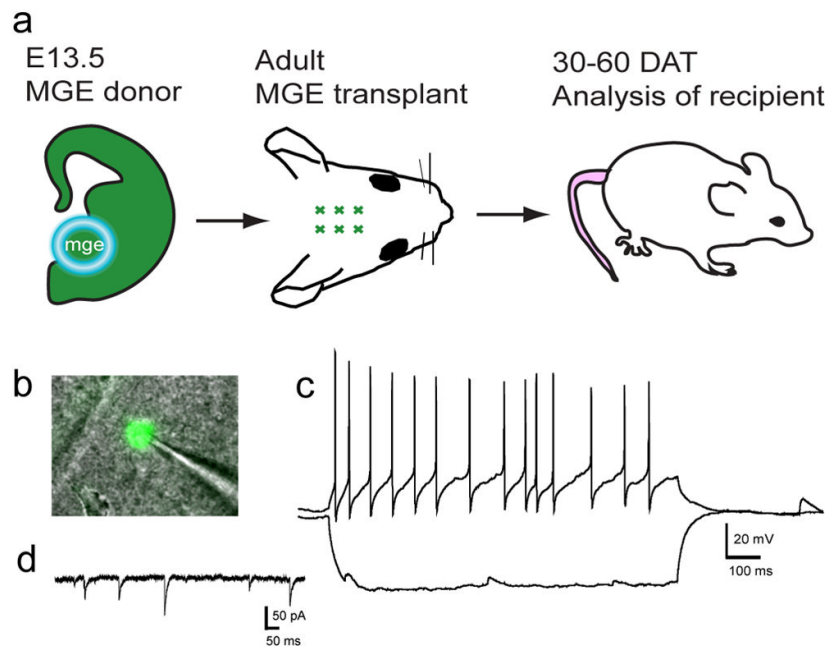 a
E13.5
MGE donor
Adult
MGE transplant
30-60 DAT
Analysis of recipient
mge
b
c
20 mV
100 ms
d
50 pA
50 ms